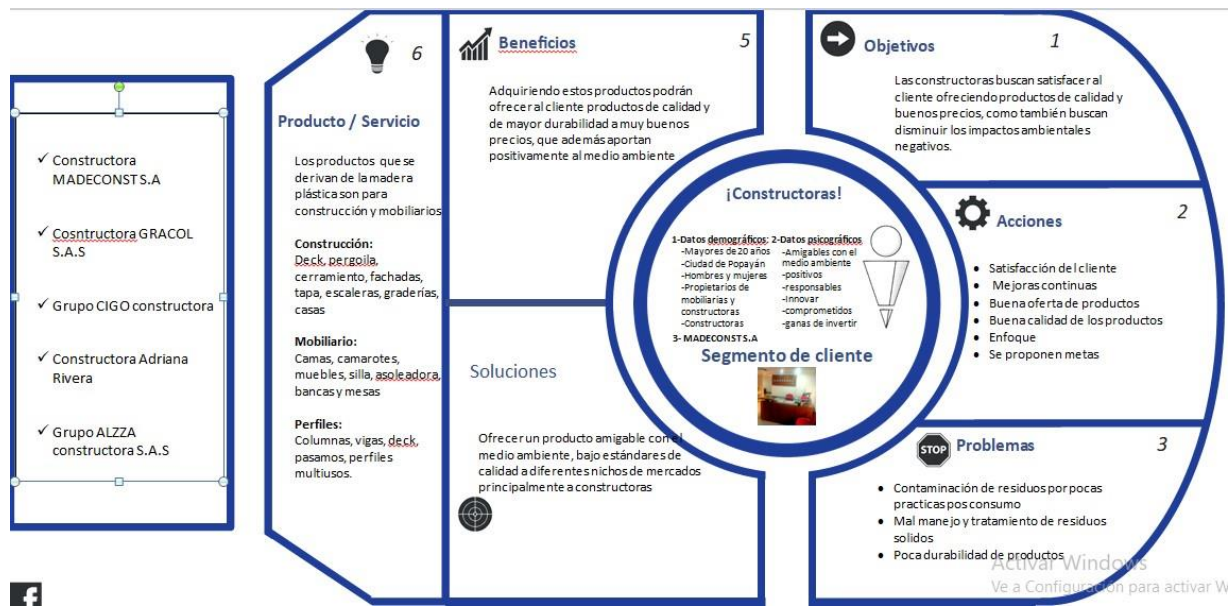 ✓ Constructora
MADECONST S.A
✓ Cosntructora GRACOL
S.A.S
✓ Grupo CIGO constructora
✓ Constructora Adriana
Rivera
✓ Grupo ALZZA
constructora S.A.S
6
Producto / Servicio
Los productos que se
derivan de la madera
plástica son para
construcción y mobiliarios
Construcción:
Deck, pergoila,
cerramiento, fachadas,
tapa, escaleras, graderías,
casas
Mobiliario:
Camas, camarotes,
muebles, silla, asoleadora,
bancas y mesas
Perfiles:
Columnas, vigas, deck,
pasamos, perfiles
multiusos.
Beneficios
5
Adquiriendo estos productos podrán
ofrecer al cliente productos de calidad y
de mayor durabilidad a muy buenos
precios, que además aportan
positivamente al medio ambiente
Soluciones
Ofrecer un producto amigable con el
medio ambiente, bajo estándares de
calidad a diferentes nichos de mercados
principalmente a constructoras
¡Constructoras!
1-Datos demográficos:
-Mayores de 20 años
-Ciudad de Popayán
-Hombres y mujeres
-Propietarios de
mobiliarias y
constructoras
-Constructoras
2-Datos psicográficos
-Amigables con el
medio ambiente
-positivos
-responsables
-Innovar
-comprometidos
-ganas de invertir
3- MADECONST S.A
Segmento de cliente
Objetivos
1
Las constructoras buscan satisfacer al
cliente ofreciendo productos de calidad y
buenos precios, como también buscan
disminuir los impactos ambientales
negativos.
Acciones
2
• Satisfacción del cliente
• Mejoras continuas
• Buena oferta de productos
• Buena calidad de los productos
• Enfoque
• Se proponen metas
STOP
Problemas
3
• Contaminación de residuos por pocas
practicas pos consumo
• Mal manejo y tratamiento de residuos
solidos
• Poca durabilidad de productos
Activar Windows
Ve a Configuración para activar W
f